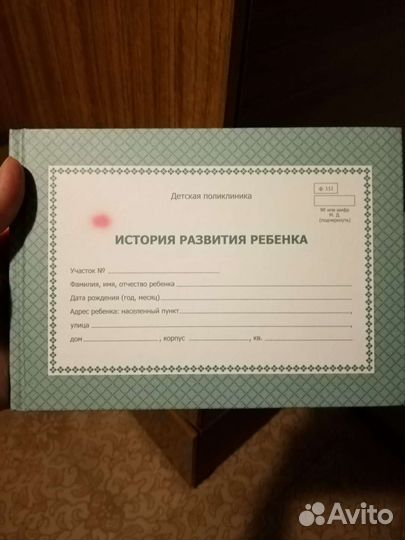 Детская поликлиника
ф. 112
№ или шифр
М. Д.
(подчеркнуть)
ИСТОРИЯ РАЗВИТИЯ РЕБЕНКА
Участок №
Фамилия, имя, отчество ребенка
Дата рождения (год, месяц)
Адрес ребенка: населенный пункт ,
улица ,
дом , корпус , кв.
Avito